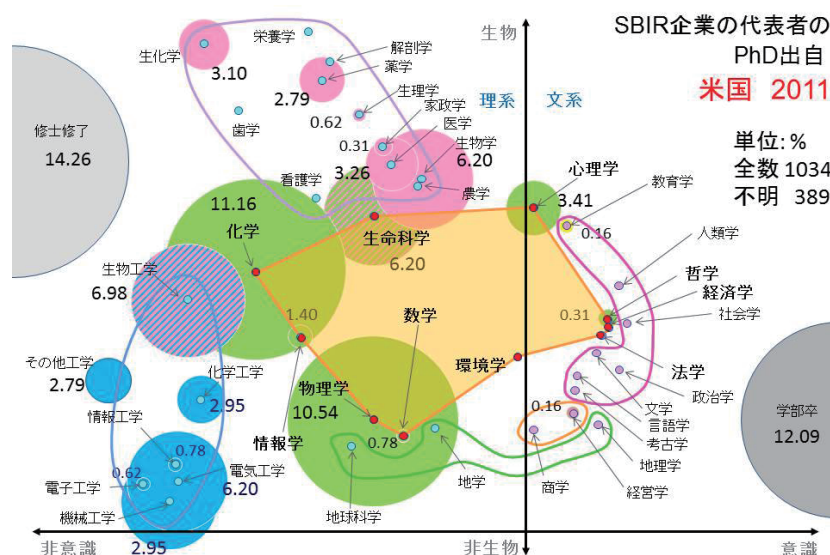 SBIR企業の代表者の
PhD出自
米国 2011
単位: %
全数 1034
不明 389
生物
理系
文系
栄養学
生化学
3.10
解剖学
薬学
2.79
生理学
0.62
家政学
0.31
医学
3.26
生物学
6.20
歯学
看護学
農学
修士修了
14.26
11.16
化学
生命科学
6.20
心理学
3.41
教育学
0.16
人類学
哲学
経済学
0.31
社会学
生物工学
6.98
1.40
数学
環境学
法学
その他工学
2.79
化学工学
2.95
物理学
10.54
情報学
0.78
文学
政治学
言語学
考古学
0.16
地理学
学部卒
12.09
情報工学
0.78
0.62
電子工学
電気工学
6.20
機械工学
2.95
地球科学
地学
商学
経営学
非意識
非生物
意識